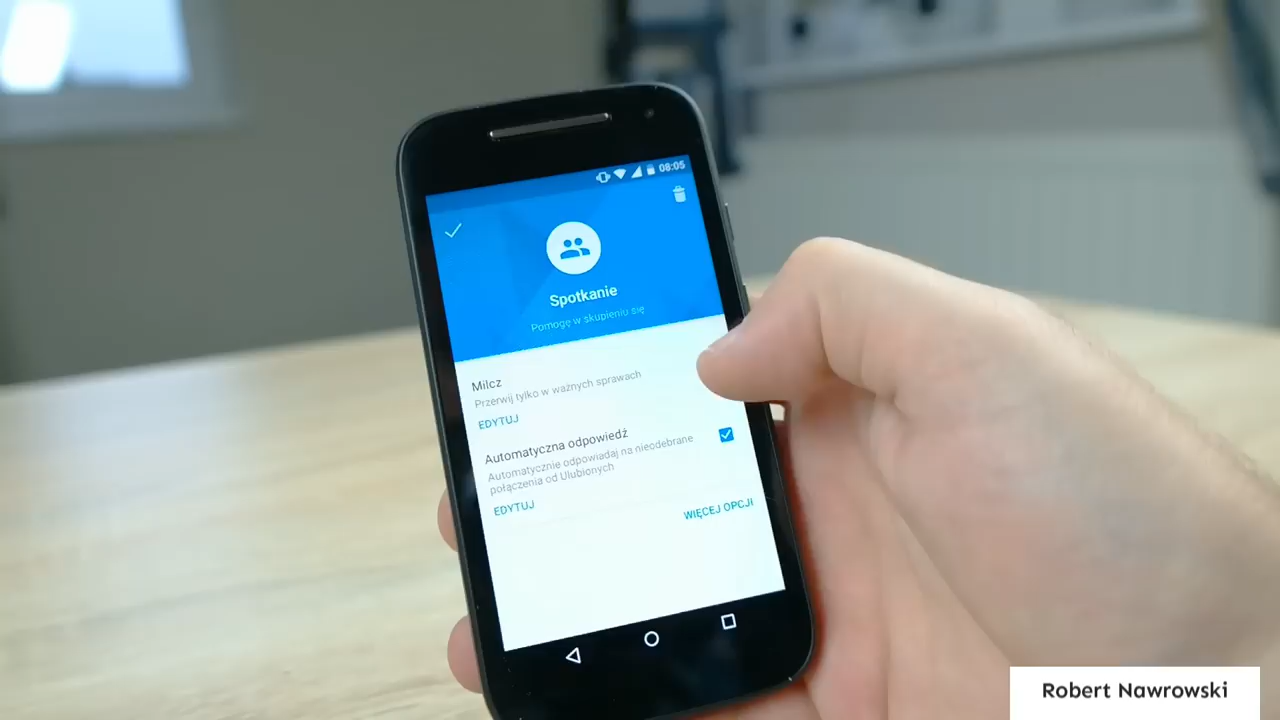 08:05
Spotkanie
Pomogę w skupieniu się
Milcz
Przerwij tylko w ważnych sprawach
EDYTUJ
Automatyczna odpowiedź
Automatycznie odpowiadaj na nieodebrane
połączenia od Ulubionych
EDYTUJ
WIĘCEJ OPCJI
Robert Nawrowski